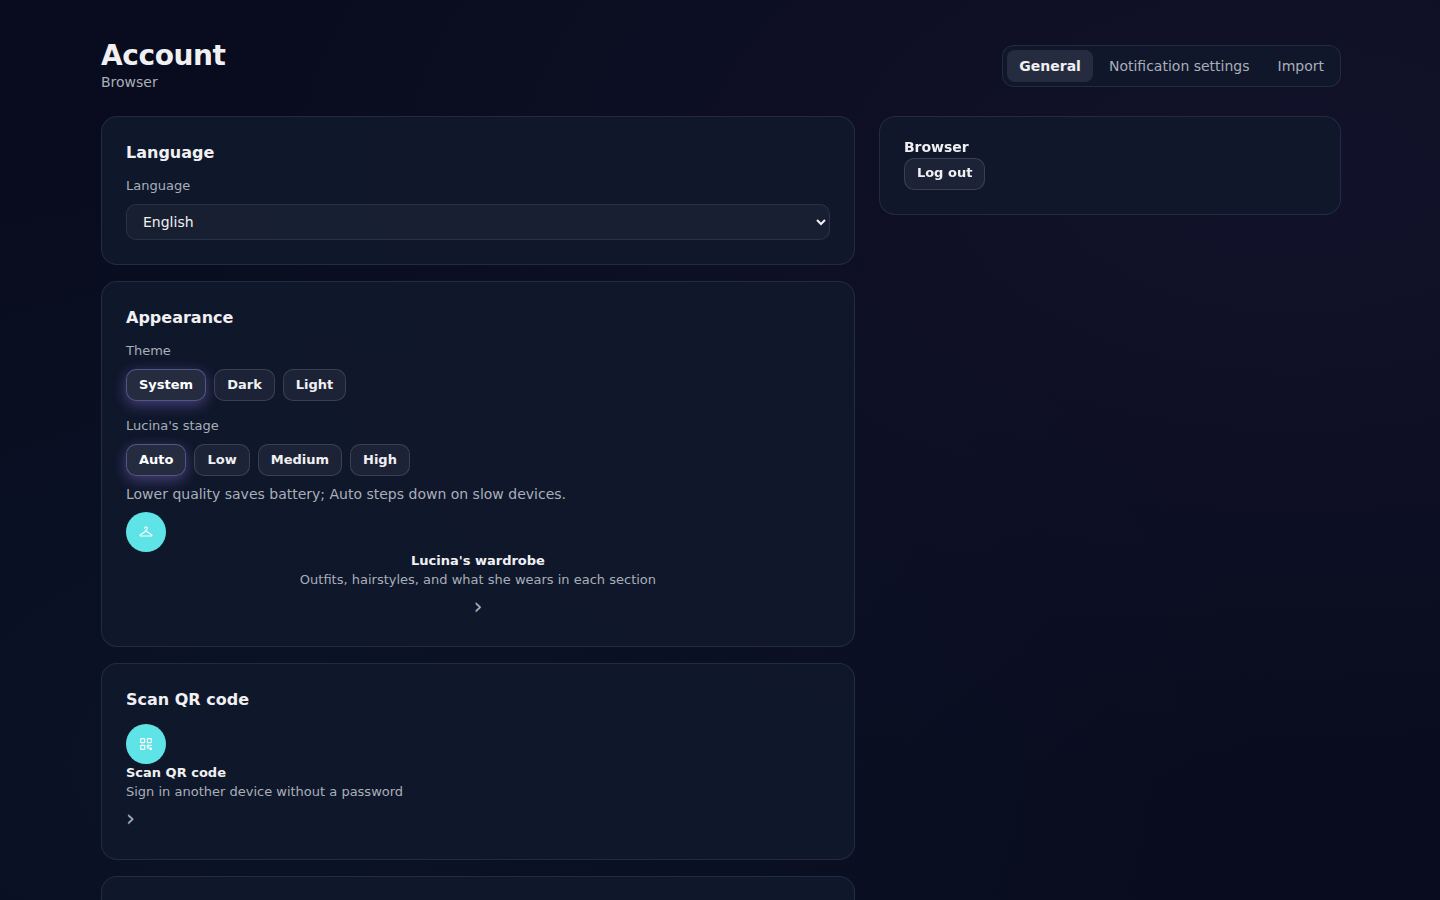 Account
Browser
General
Notification settings
Import
Language
Language
English
Browser
Log out
Appearance
Theme
System
Dark
Light
Lucina's stage
Auto
Low
Medium
High
Lower quality saves battery; Auto steps down on slow devices.
Lucina's wardrobe
Outfits, hairstyles, and what she wears in each section
›
Scan QR code
Scan QR code
Sign in another device without a password
›